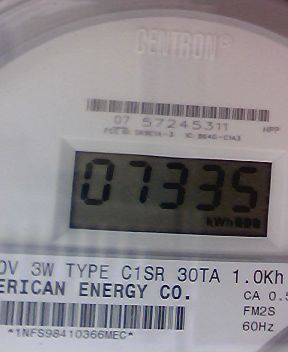 CENTRON®
07 57245311 HPP
07335
kWh
0V 3W TYPE C1SR 30TA 1.0Kh
ERICAN ENERGY CO.
CA 0.5
FM2S
60Hz
*1NFS98410366MEC*